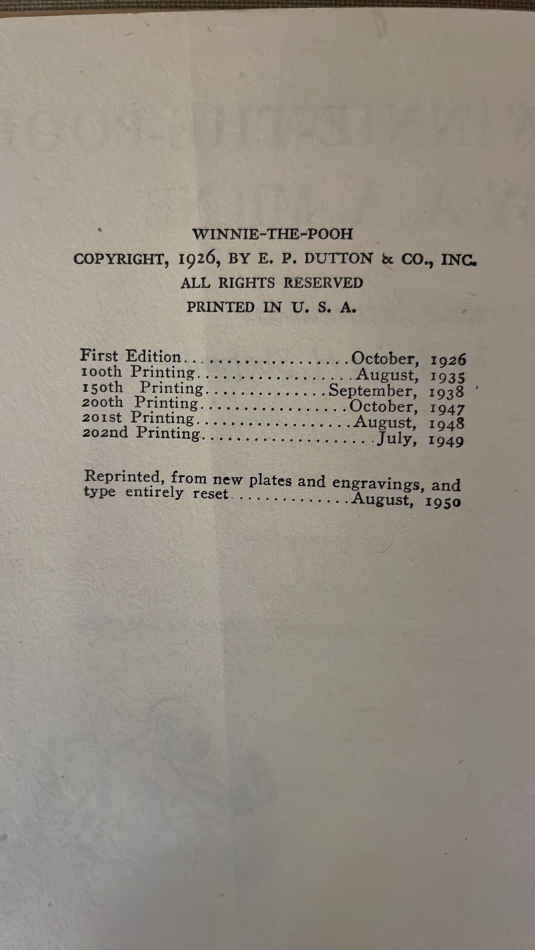 WINNIE-THE-POOH
COPYRIGHT, 1926, BY E. P. DUTTON & CO., INC.
ALL RIGHTS RESERVED
PRINTED IN U. S. A.
First Edition...................October, 1926
100th Printing..................August, 1935
150th Printing..............September, 1938
200th Printing.................October, 1947
201st Printing..................August, 1948
202nd Printing....................July, 1949
Reprinted, from new plates and engravings, and
type entirely reset..............August, 1950